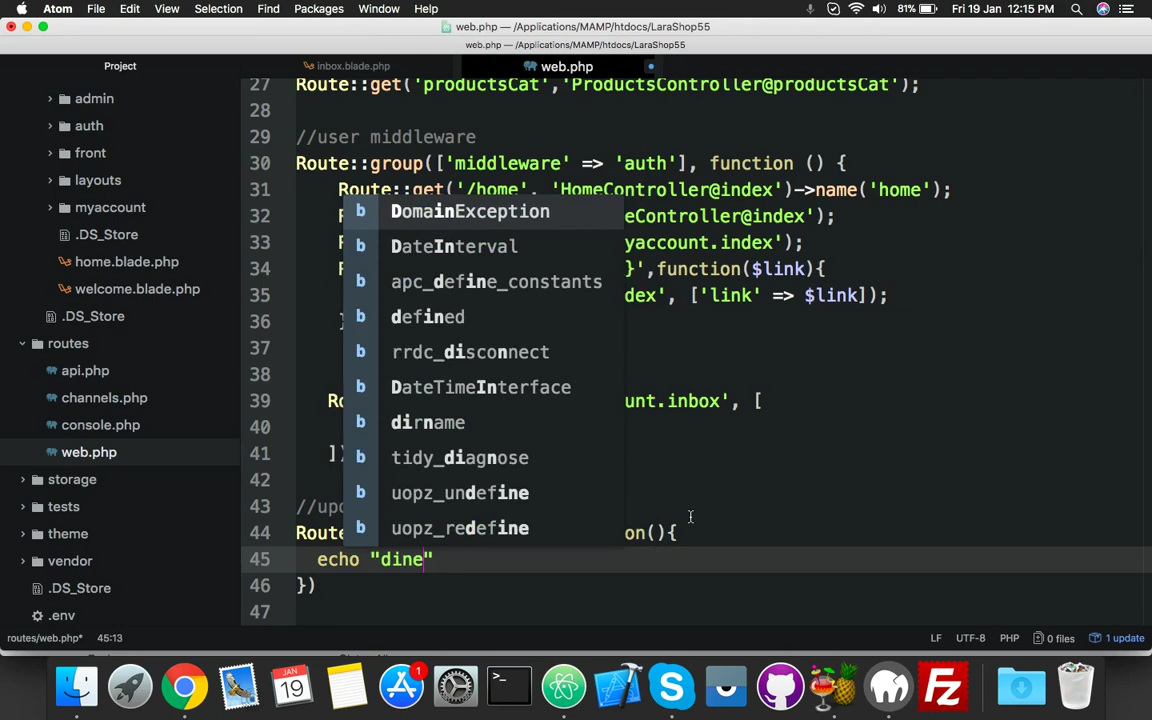 Atom File Edit View Selection Find Packages Window Help 81% Fri 19 Jan 12:15 PM
web.php — /Applications/MAMP/htdocs/LaraShop55
web.php — /Applications/MAMP/htdocs/LaraShop55
Project
inbox.blade.php
web.php
admin
auth
front
layouts
myaccount
.DS_Store
home.blade.php
welcome.blade.php
.DS_Store
routes
api.php
channels.php
console.php
web.php
storage
tests
theme
vendor
.DS_Store
.env
27 Route::get('productsCat','ProductsController@productsCat');
28
29 //user middleware
30 Route::group(['middleware' => 'auth'], function () {
31 Route::get('/home', 'HomeController@index')->name('home');
32 R eController@index');
33 R yaccount.index');
34 R }',function($link){
35 dex', ['link' => $link]);
36 }
37
38
39 Ro unt.inbox', [
40
41 ])
42
43 //upd
44 Route on(){
45 echo "dine"
46 })
47
b DomainException
b DateInterval
b apc_define_constants
b defined
b rrdc_disconnect
b DateTimeInterface
b dirname
b tidy_diagnose
b uopz_undefine
b uopz_redefine
routes/web.php* 45:13 LF UTF-8 PHP 0 files 1 update
JAN
19
1
>_
S
Fz